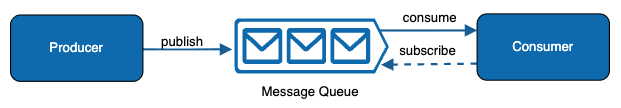 Producer
publish
consume
subscribe
Consumer
Message Queue